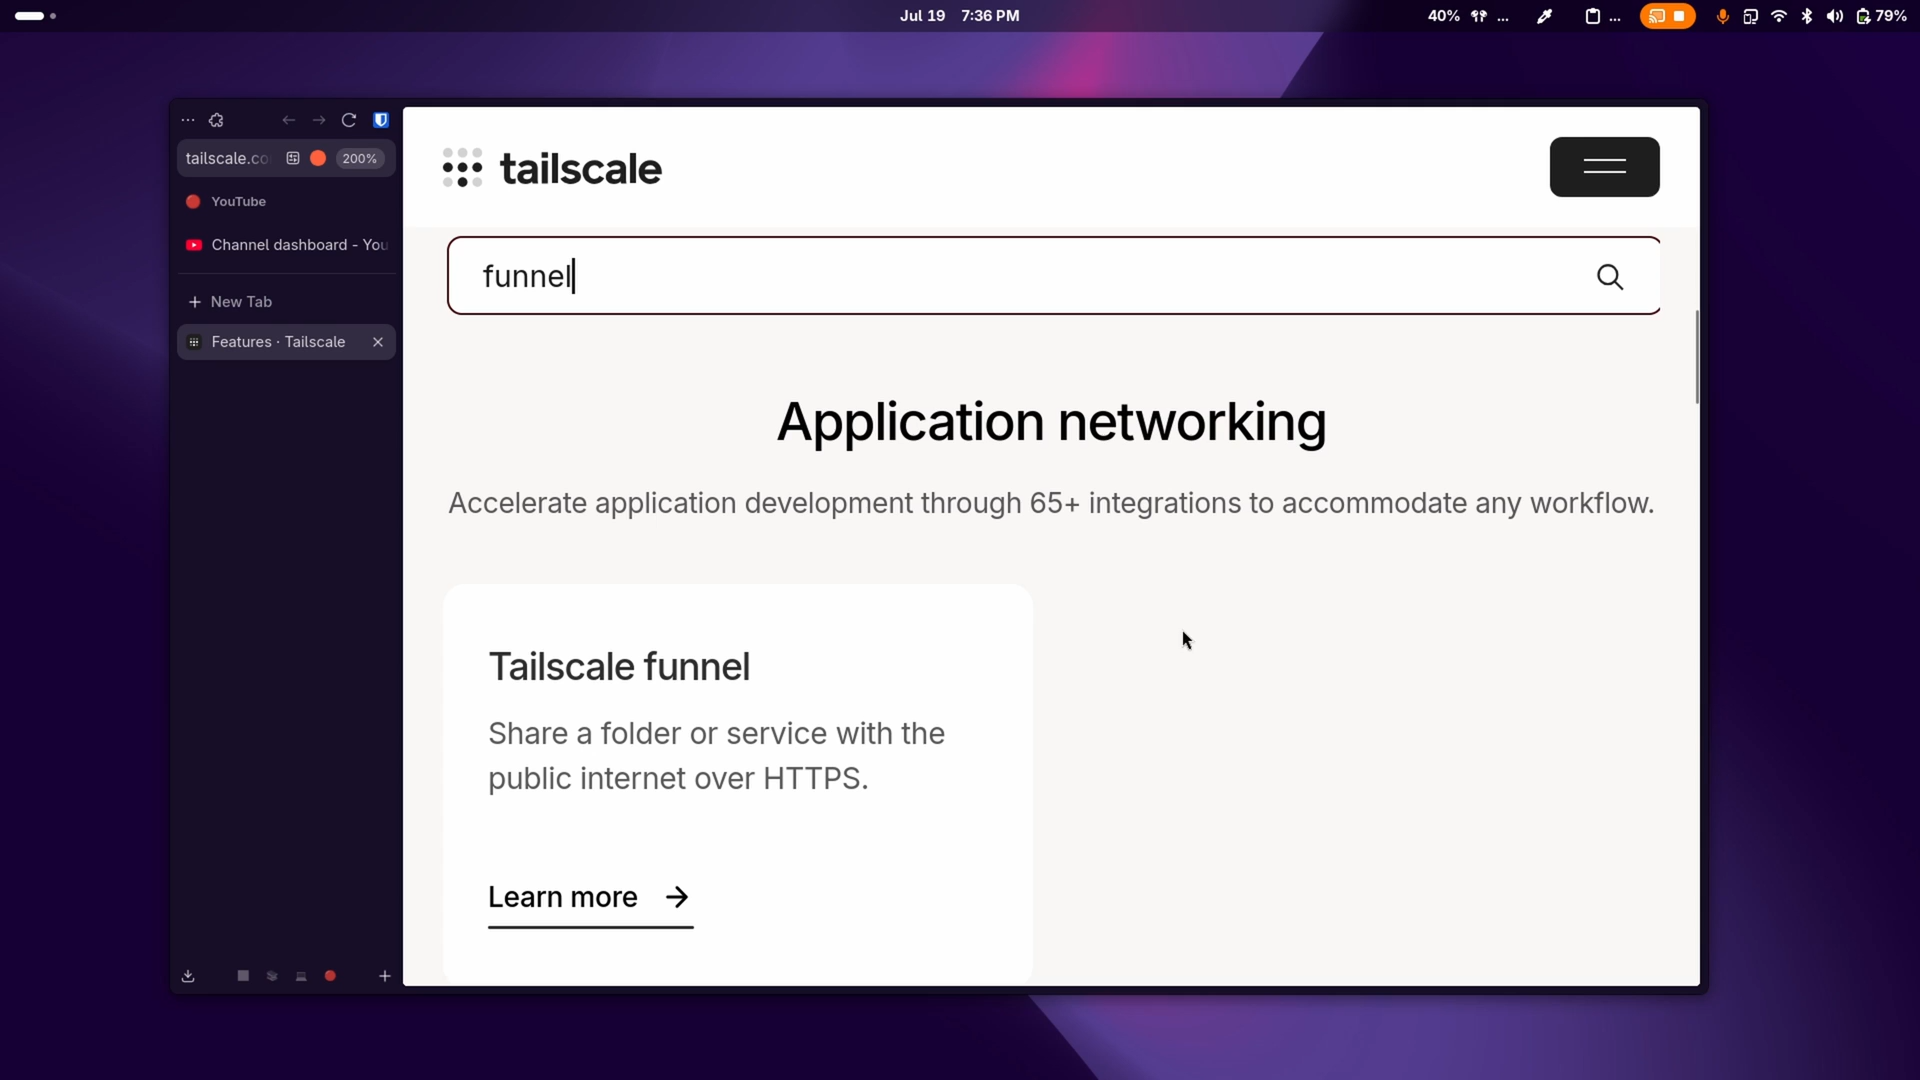 Jul 19 7:36 PM
40% ... ... 79%
tailscale.co 200%
YouTube
Channel dashboard - You
New Tab
Features · Tailscale
tailscale
funnel
Application networking
Accelerate application development through 65+ integrations to accommodate any workflow.
Tailscale funnel
Share a folder or service with the
public internet over HTTPS.
Learn more